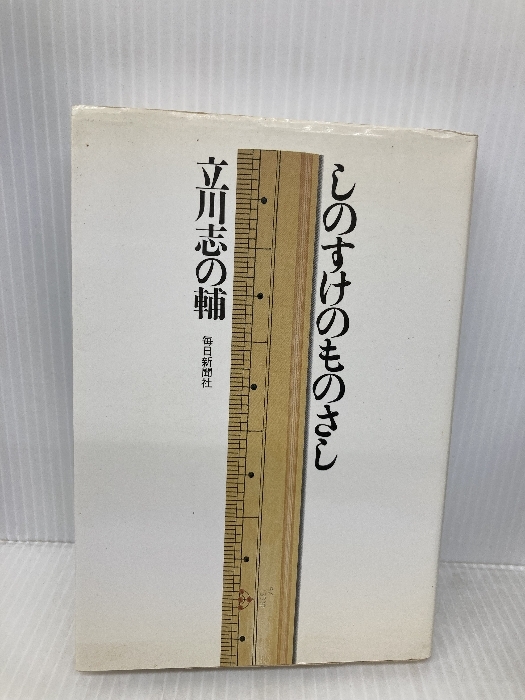 しのすけのものさし
立川志の輔
毎日新聞社